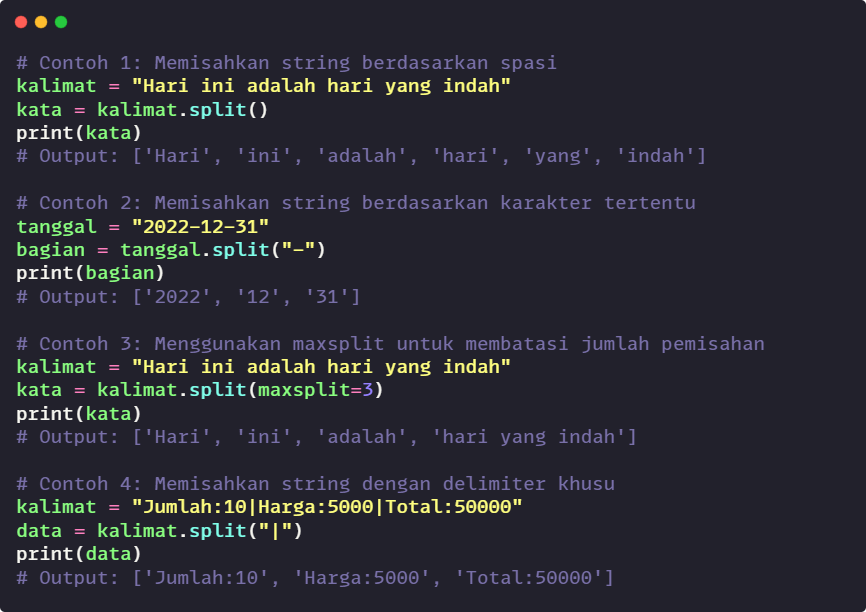 # Contoh 1: Memisahkan string berdasarkan spasi
kalimat = "Hari ini adalah hari yang indah"
kata = kalimat.split()
print(kata)
# Output: ['Hari', 'ini', 'adalah', 'hari', 'yang', 'indah']
# Contoh 2: Memisahkan string berdasarkan karakter tertentu
tanggal = "2022-12-31"
bagian = tanggal.split("-")
print(bagian)
# Output: ['2022', '12', '31']
# Contoh 3: Menggunakan maxsplit untuk membatasi jumlah pemisahan
kalimat = "Hari ini adalah hari yang indah"
kata = kalimat.split(maxsplit=3)
print(kata)
# Output: ['Hari', 'ini', 'adalah', 'hari yang indah']
# Contoh 4: Memisahkan string dengan delimiter khusu
kalimat = "Jumlah:10|Harga:5000|Total:50000"
data = kalimat.split("|")
print(data)
# Output: ['Jumlah:10', 'Harga:5000', 'Total:50000']